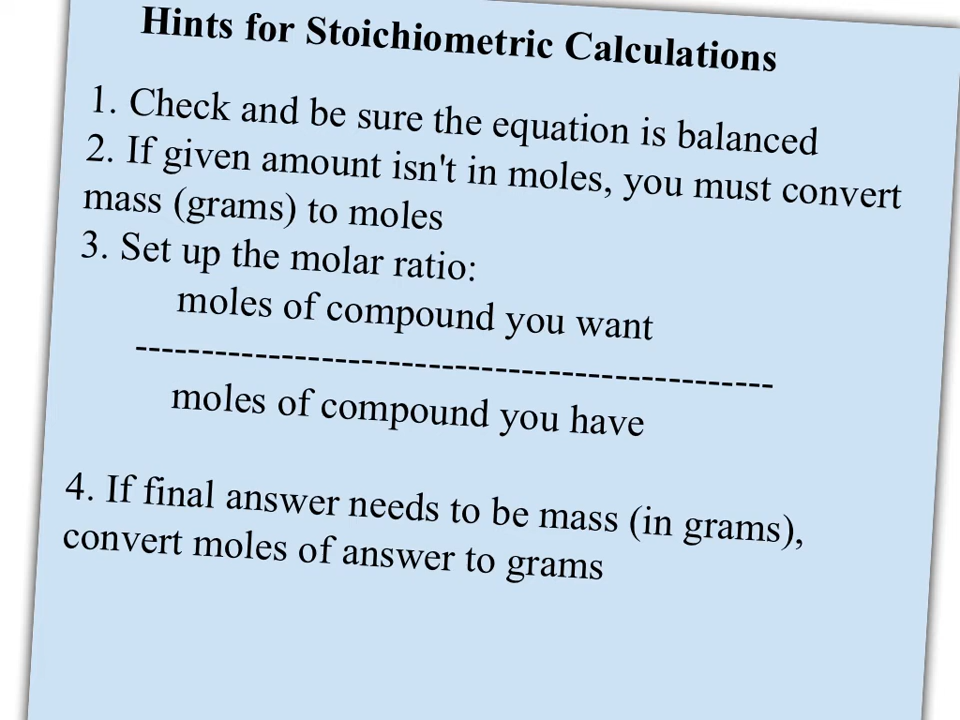 Hints for Stoichiometric Calculations
1. Check and be sure the equation is balanced
2. If given amount isn't in moles, you must convert
mass (grams) to moles
3. Set up the molar ratio:
moles of compound you want
-------------------------------------------------
moles of compound you have
4. If final answer needs to be mass (in grams),
convert moles of answer to grams